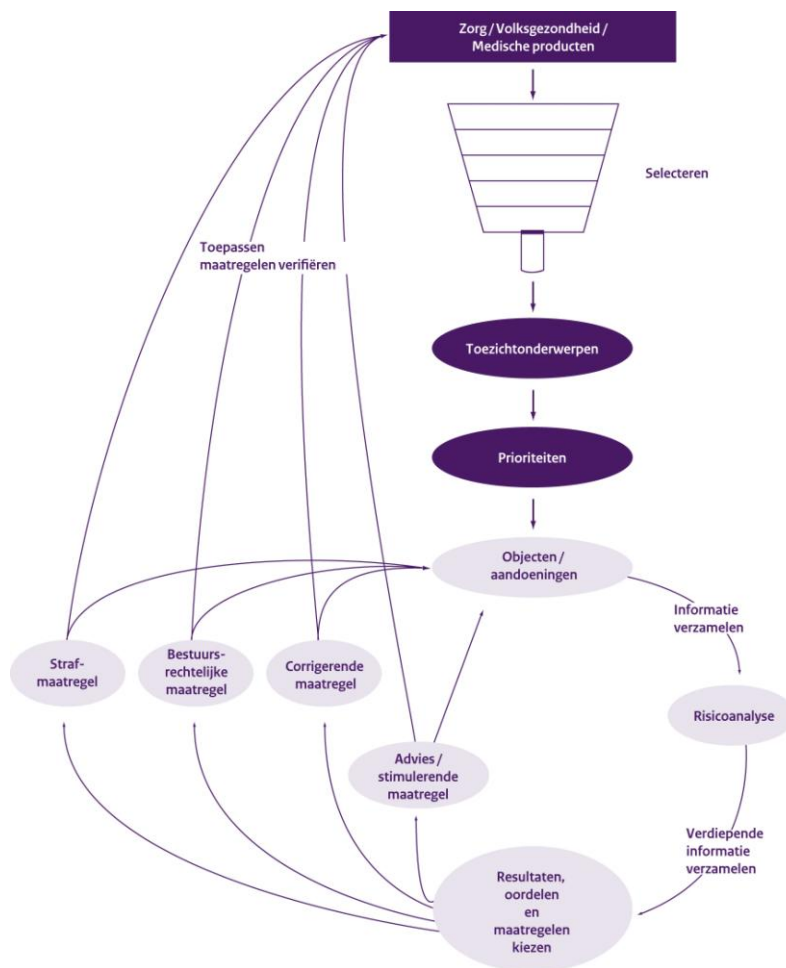 Zorg / Volksgezondheid /
Medische producten
Selecteren
Toepassen
maatregelen verifiëren
Toezichtonderwerpen
Prioriteiten
Objecten /
aandoeningen
Informatie
verzamelen
Straf-
maatregel
Bestuurs-
rechtelijke
maatregel
Corrigerende
maatregel
Risicoanalyse
Advies /
stimulerende
maatregel
Verdiepende
informatie
verzamelen
Resultaten,
oordelen
en
maatregelen
kiezen